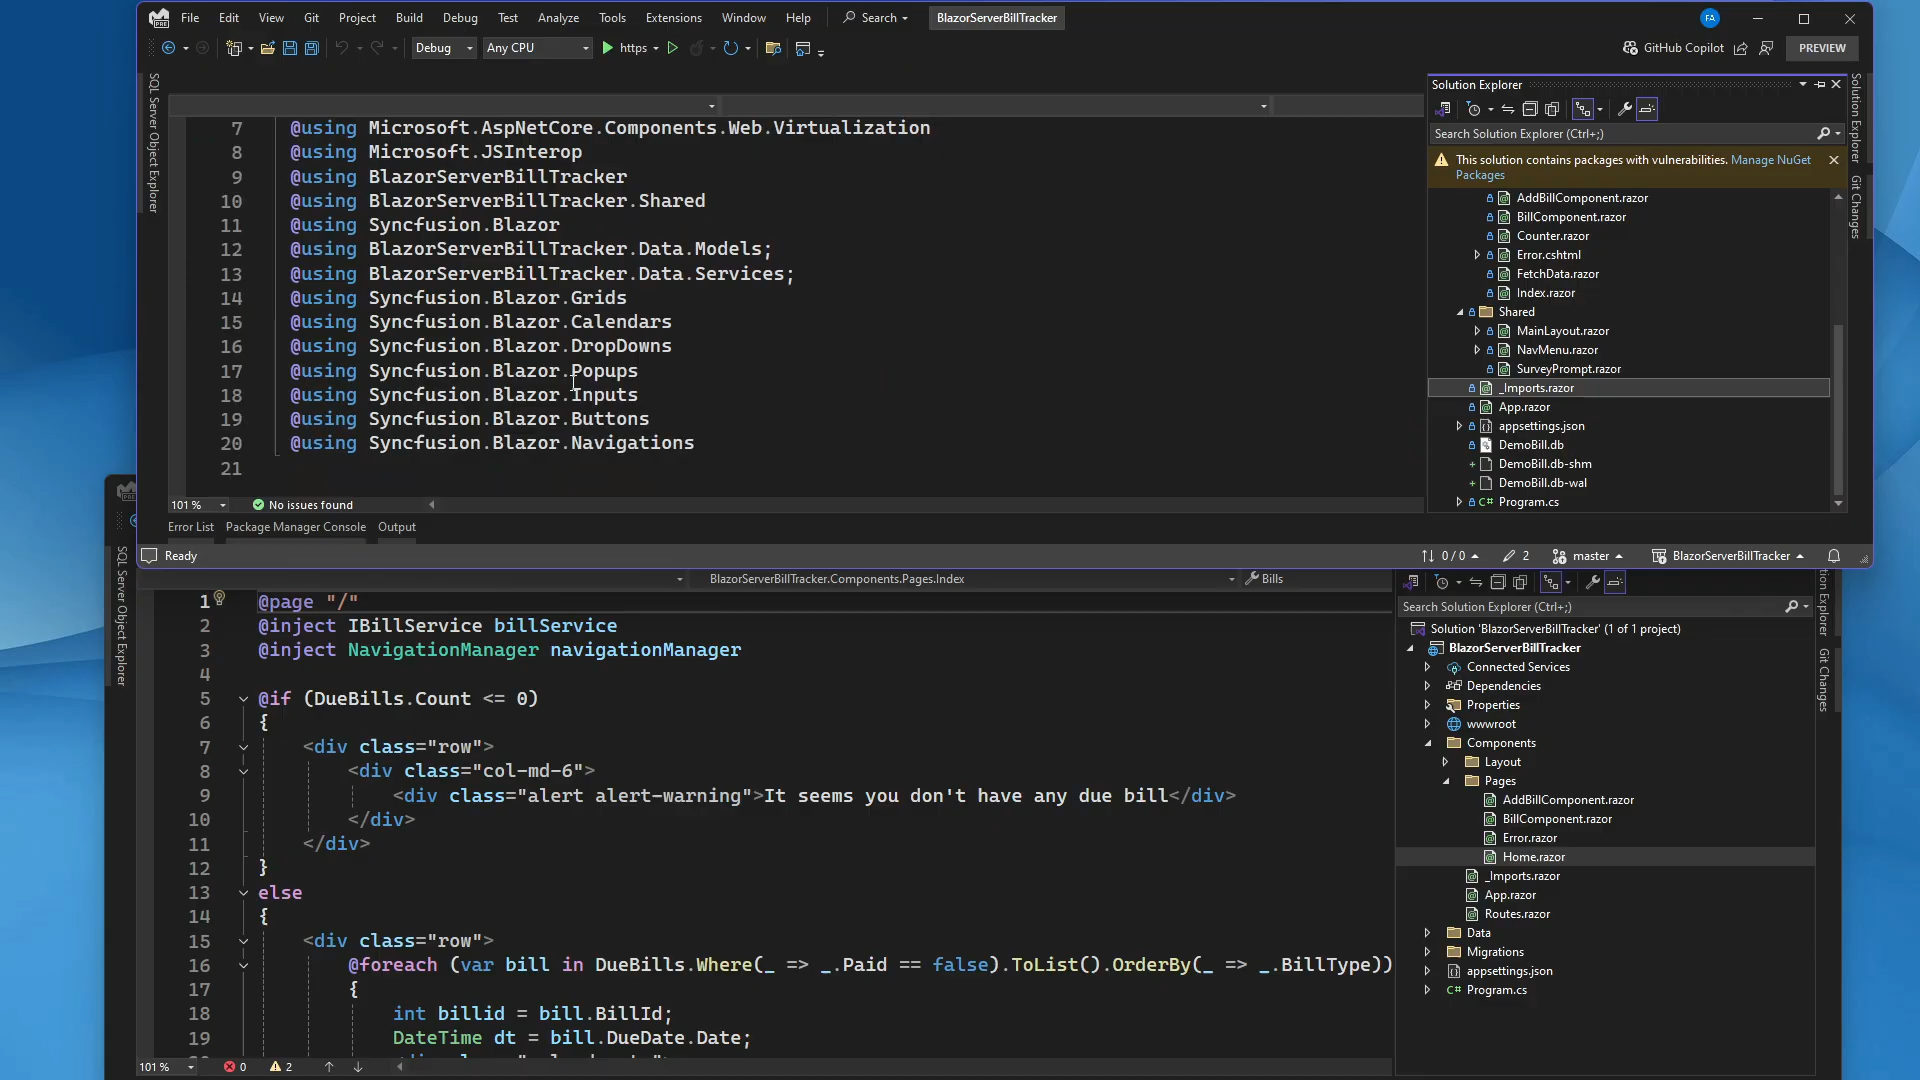 File Edit View Git Project Build Debug Test Analyze Tools Extensions Window Help Search BlazorServerBillTracker FA
Debug Any CPU https GitHub Copilot PREVIEW
SQL Server Object Explorer
Solution Explorer
Search Solution Explorer (Ctrl+;)
This solution contains packages with vulnerabilities. Manage NuGet
Packages
7 @using Microsoft.AspNetCore.Components.Web.Virtualization
8 @using Microsoft.JSInterop
9 @using BlazorServerBillTracker
10 @using BlazorServerBillTracker.Shared
11 @using Syncfusion.Blazor
12 @using BlazorServerBillTracker.Data.Models;
13 @using BlazorServerBillTracker.Data.Services;
14 @using Syncfusion.Blazor.Grids
15 @using Syncfusion.Blazor.Calendars
16 @using Syncfusion.Blazor.DropDowns
17 @using Syncfusion.Blazor.Popups
18 @using Syncfusion.Blazor.Inputs
19 @using Syncfusion.Blazor.Buttons
20 @using Syncfusion.Blazor.Navigations
21
AddBillComponent.razor
BillComponent.razor
Counter.razor
Error.cshtml
FetchData.razor
Index.razor
Shared
MainLayout.razor
NavMenu.razor
SurveyPrompt.razor
_Imports.razor
App.razor
appsettings.json
DemoBill.db
DemoBill.db-shm
DemoBill.db-wal
C# Program.cs
Solution Explorer
Git Changes
101 % No issues found
Error List Package Manager Console Output
Ready 0 / 0 2 master BlazorServerBillTracker
SQL Server Object Explorer
BlazorServerBillTracker.Components.Pages.Index Bills
1 @page "/"
2 @inject IBillService billService
3 @inject NavigationManager navigationManager
4
5 @if (DueBills.Count <= 0)
6 {
7 <div class="row">
8 <div class="col-md-6">
9 <div class="alert alert-warning">It seems you don't have any due bill</div>
10 </div>
11 </div>
12 }
13 else
14 {
15 <div class="row">
16 @foreach (var bill in DueBills.Where(_ => _.Paid == false).ToList().OrderBy(_ => _.BillType))
17 {
18 int billid = bill.BillId;
19 DateTime dt = bill.DueDate.Date;
101 % 0 2
Search Solution Explorer (Ctrl+;)
Solution 'BlazorServerBillTracker' (1 of 1 project)
BlazorServerBillTracker
Connected Services
Dependencies
Properties
wwwroot
Components
Layout
Pages
AddBillComponent.razor
BillComponent.razor
Error.razor
Home.razor
_Imports.razor
App.razor
Routes.razor
Data
Migrations
appsettings.json
C# Program.cs
tion Explorer
Git Changes